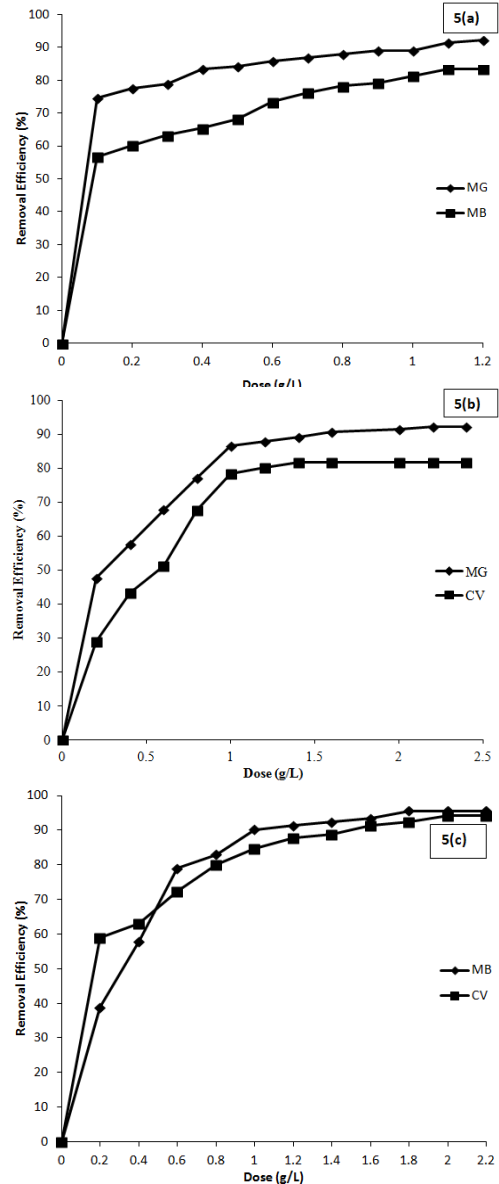 5(a)
Removal Efficiency (%)
100
90
80
70
60
50
40
30
20
10
0
0 0.2 0.4 0.6 0.8 1 1.2
Dose (g/L)
MG
MB
5(b)
Removal Efficiency (%)
100
90
80
70
60
50
40
30
20
10
0
0 0.5 1 1.5 2 2.5
Dose (g/L)
MG
CV
5(c)
Removal Efficiency (%)
100
90
80
70
60
50
40
30
20
10
0
0 0.2 0.4 0.6 0.8 1 1.2 1.4 1.6 1.8 2 2.2
Dose (g/L)
MB
CV